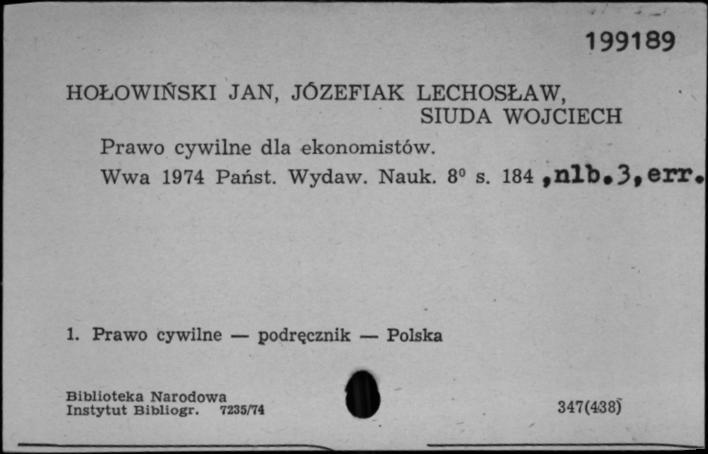 199189
HOŁOWIŃSKI JAN, JÓZEFIAK LECHOSŁAW,
SIUDA WOJCIECH
Prawo cywilne dla ekonomistów.
Wwa 1974 Państ. Wydaw. Nauk. 8⁰ s. 184 ,nlb.3,err.
1. Prawo cywilne — podręcznik — Polska
Biblioteka Narodowa
Instytut Bibliogr. 7235/74
347(438)